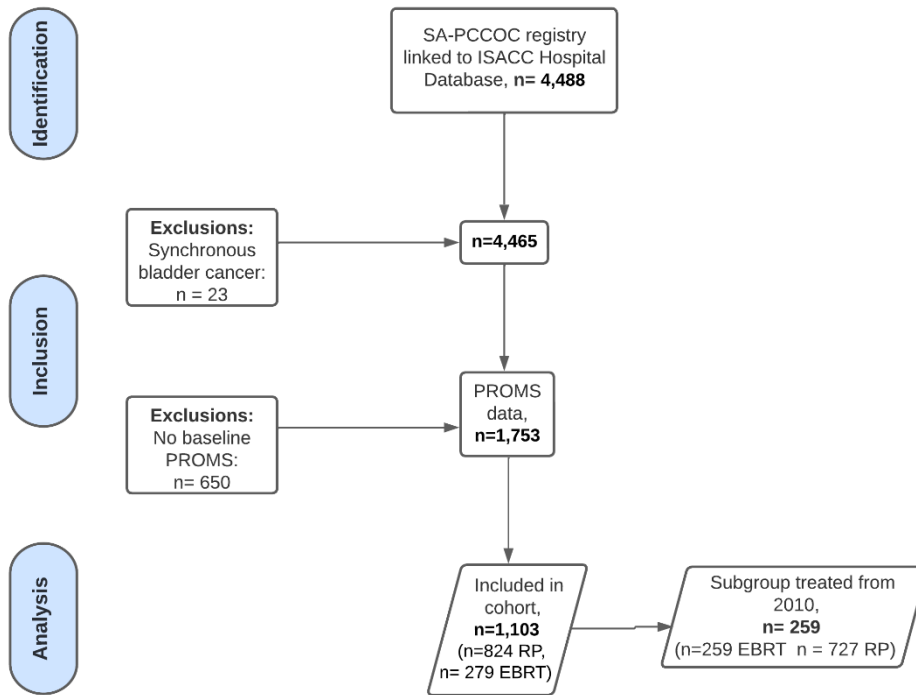 Identification
SA-PCCOC registry
linked to ISACC Hospital
Database, n= 4,488
Exclusions:
Synchronous
bladder cancer:
n = 23
n=4,465
Inclusion
Exclusions:
No baseline
PROMS:
n= 650
PROMS
data,
n=1,753
Analysis
Included in
cohort,
n=1,103
(n=824 RP,
n= 279 EBRT)
Subgroup treated from
2010,
n= 259
(n=259 EBRT n = 727 RP)